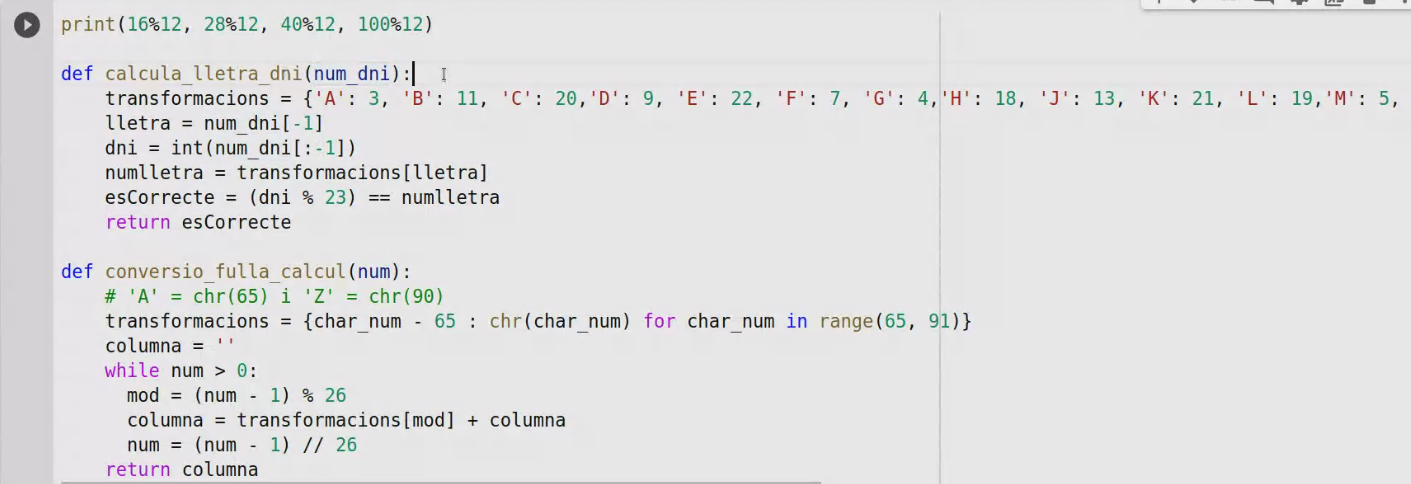 print(16%12, 28%12, 40%12, 100%12)
def calcula_lletra_dni(num_dni):
transformacions = {'A': 3, 'B': 11, 'C': 20,'D': 9, 'E': 22, 'F': 7, 'G': 4,'H': 18, 'J': 13, 'K': 21, 'L': 19,'M': 5,
lletra = num_dni[-1]
dni = int(num_dni[:-1])
numlletra = transformacions[lletra]
esCorrecte = (dni % 23) == numlletra
return esCorrecte
def conversio_fulla_calcul(num):
# 'A' = chr(65) i 'Z' = chr(90)
transformacions = {char_num - 65 : chr(char_num) for char_num in range(65, 91)}
columna = ''
while num > 0:
mod = (num - 1) % 26
columna = transformacions[mod] + columna
num = (num - 1) // 26
return columna